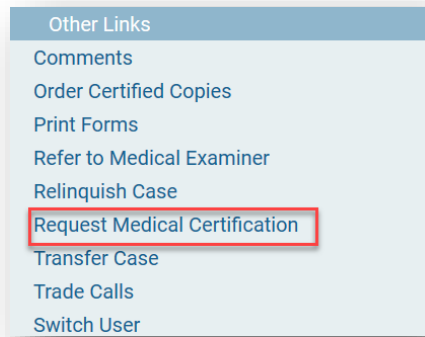 Other Links
Comments
Order Certified Copies
Print Forms
Refer to Medical Examiner
Relinquish Case
Request Medical Certification
Transfer Case
Trade Calls
Switch User